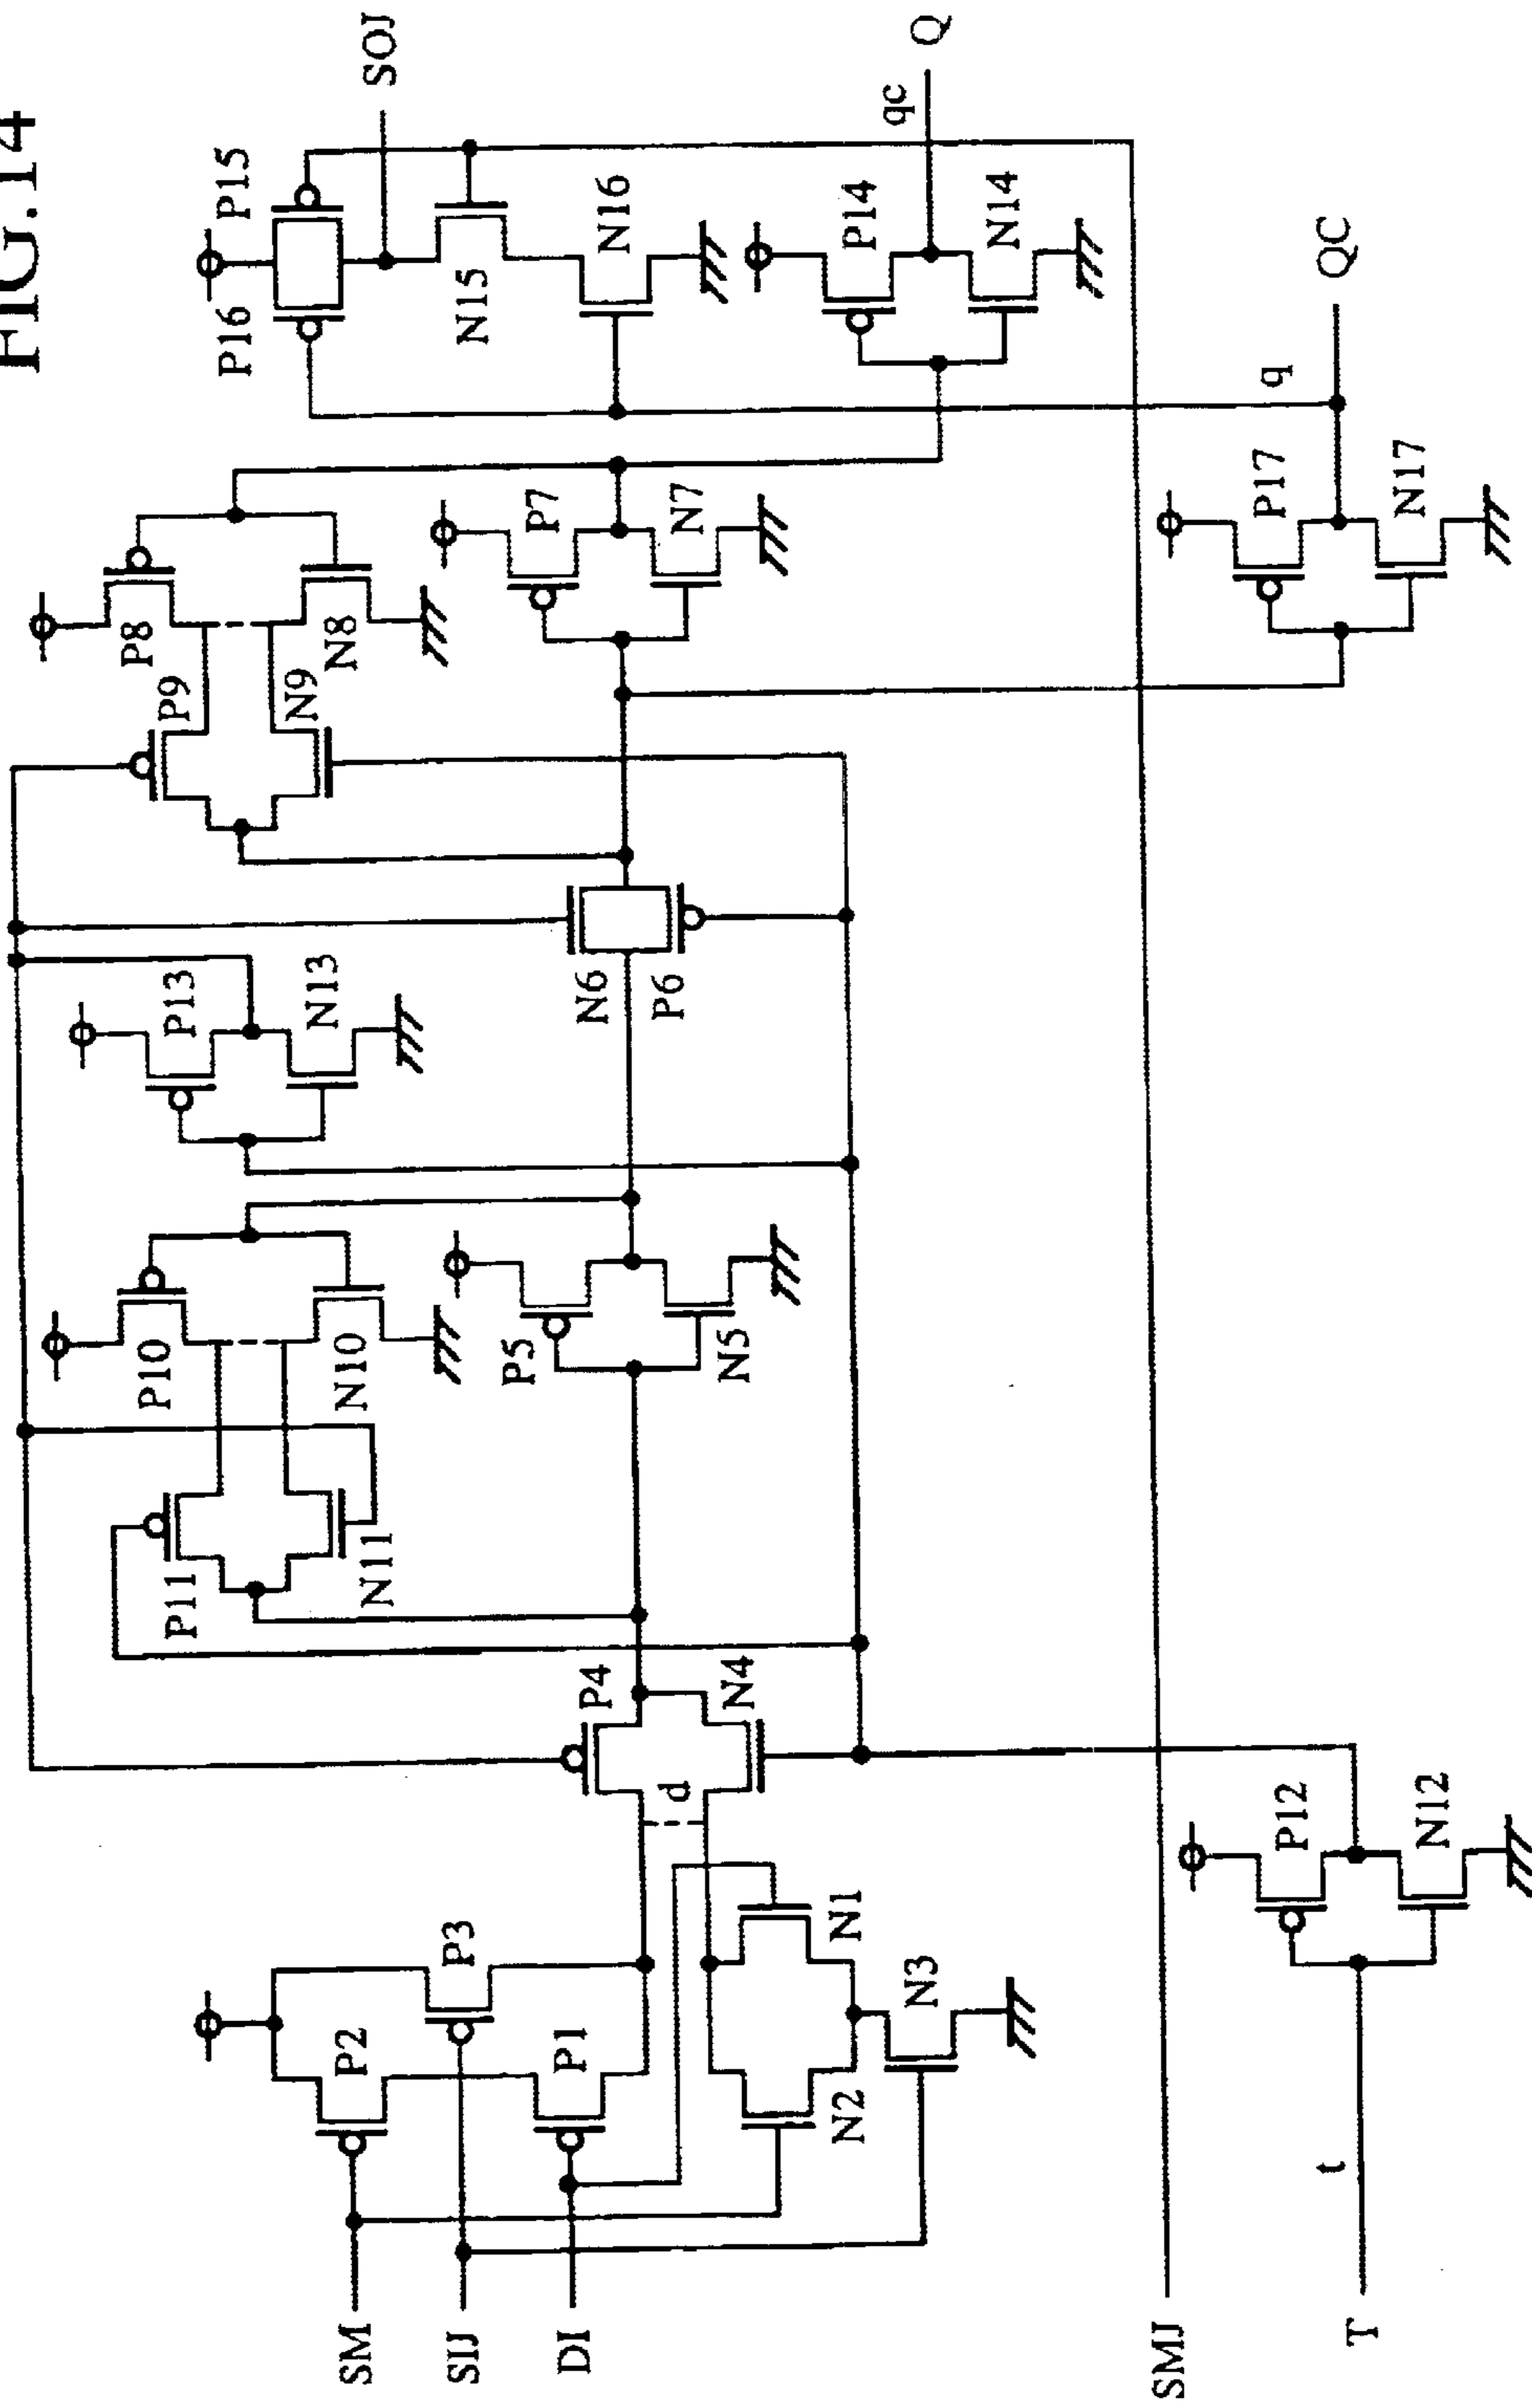 FIG.14
SM
SIJ
DI
SMJ
T
t
P2
P3
P1
N2
N1
N3
P12
N12
d
P4
N4
P11
N11
P10
N10
P5
N5
P13
N13
N6
P6
P9
N9
P8
N8
P7
N7
P17
N17
P16
P15
N15
N16
P14
N14
SOJ
qc
Q
q
QC